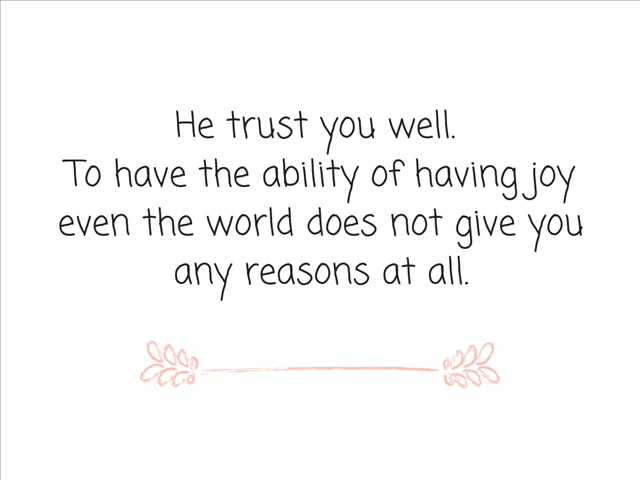 He trust you well.
To have the ability of having joy
even the world does not give you
any reasons at all.